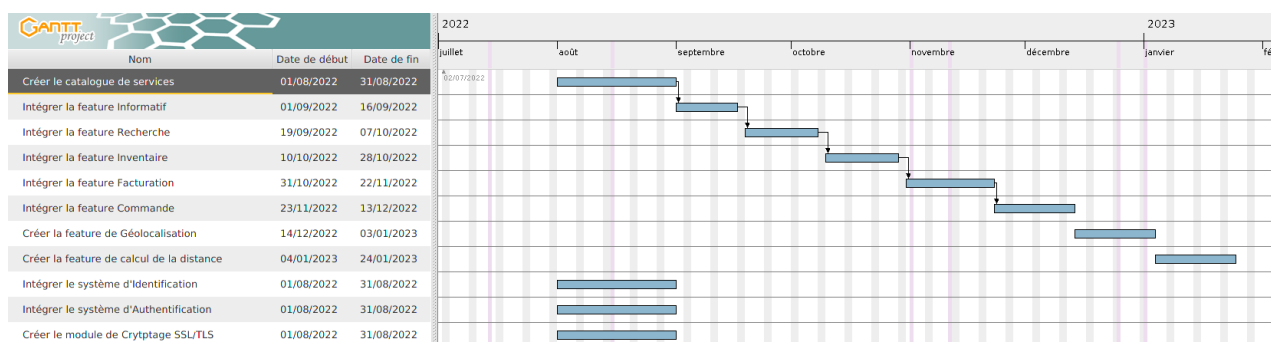 GANTT
project
2022
2023
juillet
août
septembre
octobre
novembre
décembre
janvier
Nom Date de début Date de fin
02/07/2022
Créer le catalogue de services 01/08/2022 31/08/2022
Intégrer la feature Informatif 01/09/2022 16/09/2022
Intégrer la feature Recherche 19/09/2022 07/10/2022
Intégrer la feature Inventaire 10/10/2022 28/10/2022
Intégrer la feature Facturation 31/10/2022 22/11/2022
Intégrer la feature Commande 23/11/2022 13/12/2022
Créer la feature de Géolocalisation 14/12/2022 03/01/2023
Créer la feature de calcul de la distance 04/01/2023 24/01/2023
Intégrer le système d'Identification 01/08/2022 31/08/2022
Intégrer le système d'Authentification 01/08/2022 31/08/2022
Créer le module de Crytptage SSL/TLS 01/08/2022 31/08/2022